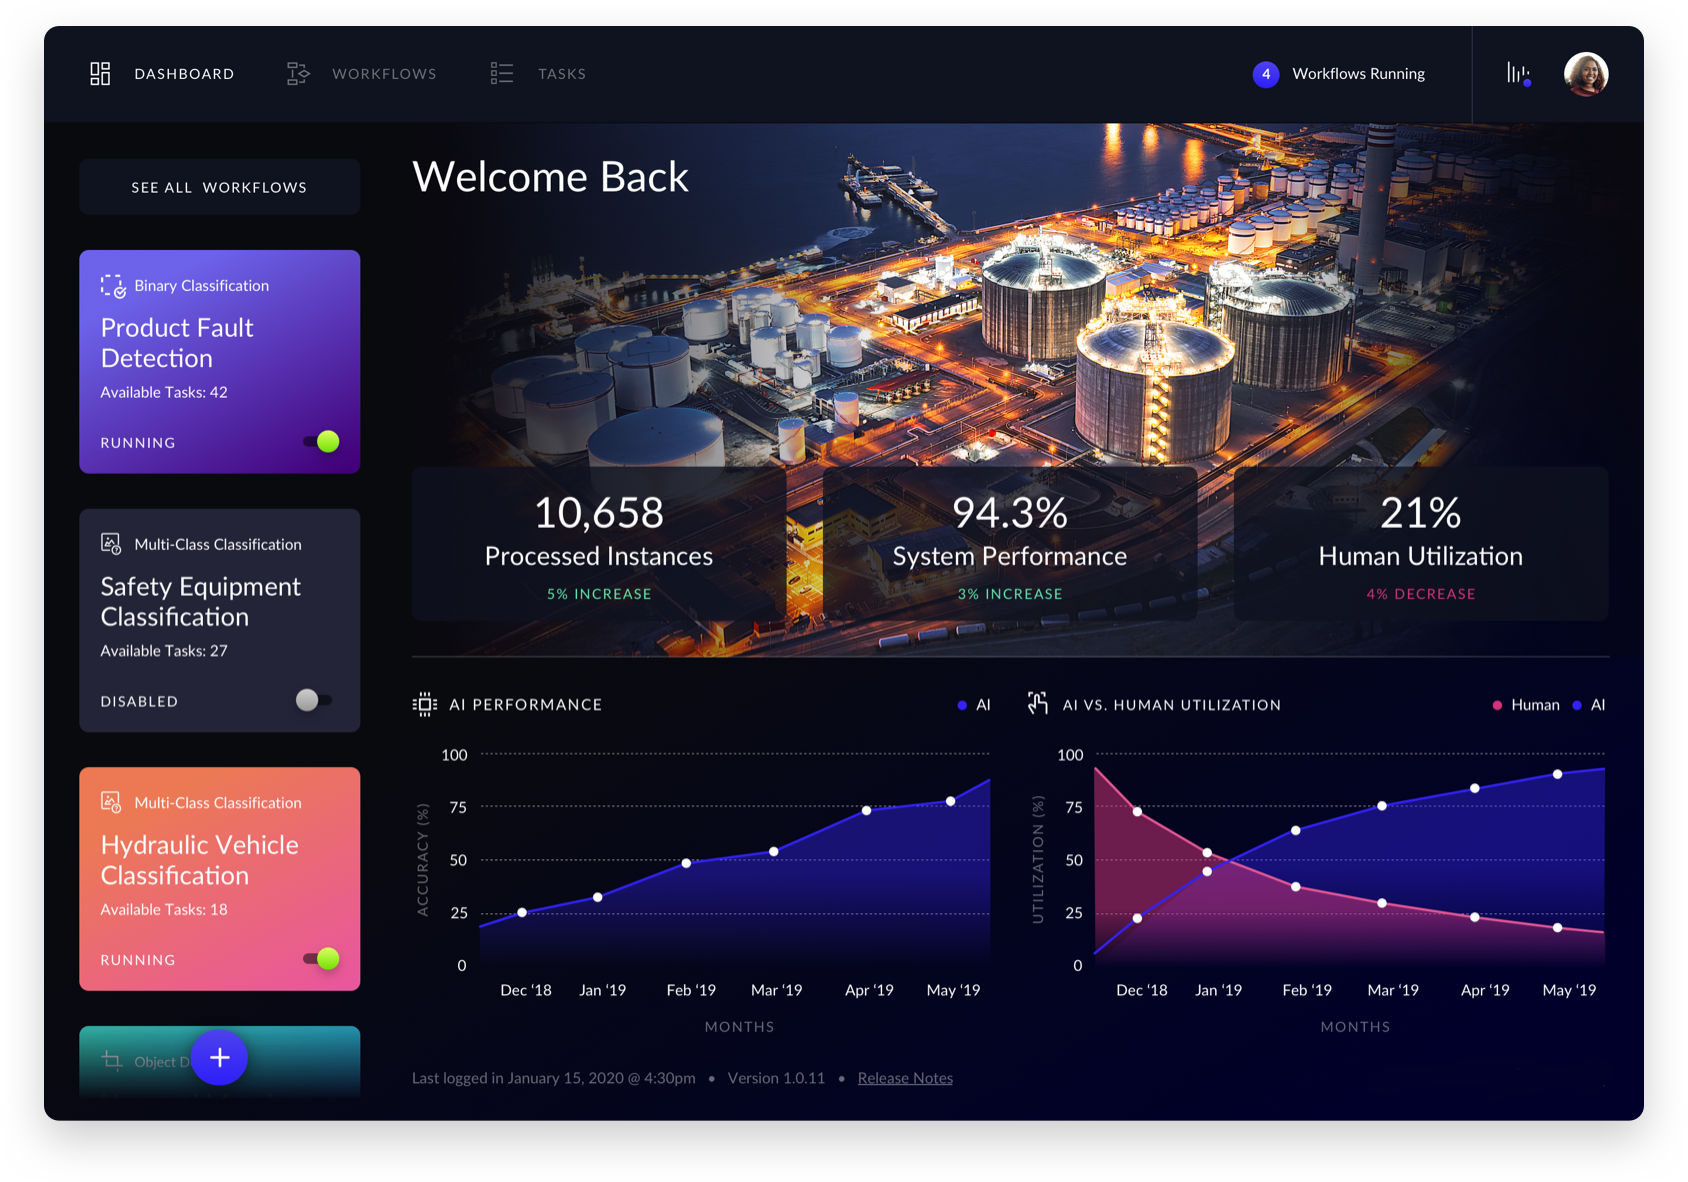 DASHBOARD
WORKFLOWS
TASKS
4 Workflows Running
SEE ALL WORKFLOWS
Binary Classification
Product Fault
Detection
Available Tasks: 42
RUNNING
Multi-Class Classification
Safety Equipment
Classification
Available Tasks: 27
DISABLED
Multi-Class Classification
Hydraulic Vehicle
Classification
Available Tasks: 18
RUNNING
Object D
+
Welcome Back
10,658
Processed Instances
5% INCREASE
94.3%
System Performance
3% INCREASE
21%
Human Utilization
4% DECREASE
AI PERFORMANCE
AI
ACCURACY (%)
100
75
50
25
0
Dec ‘18 Jan ‘19 Feb ‘19 Mar ‘19 Apr ‘19 May ‘19
MONTHS
AI VS. HUMAN UTILIZATION
Human AI
UTILIZATION (%)
100
75
50
25
0
Dec ‘18 Jan ‘19 Feb ‘19 Mar ‘19 Apr ‘19 May ‘19
MONTHS
Last logged in January 15, 2020 @ 4:30pm • Version 1.0.11 • Release Notes